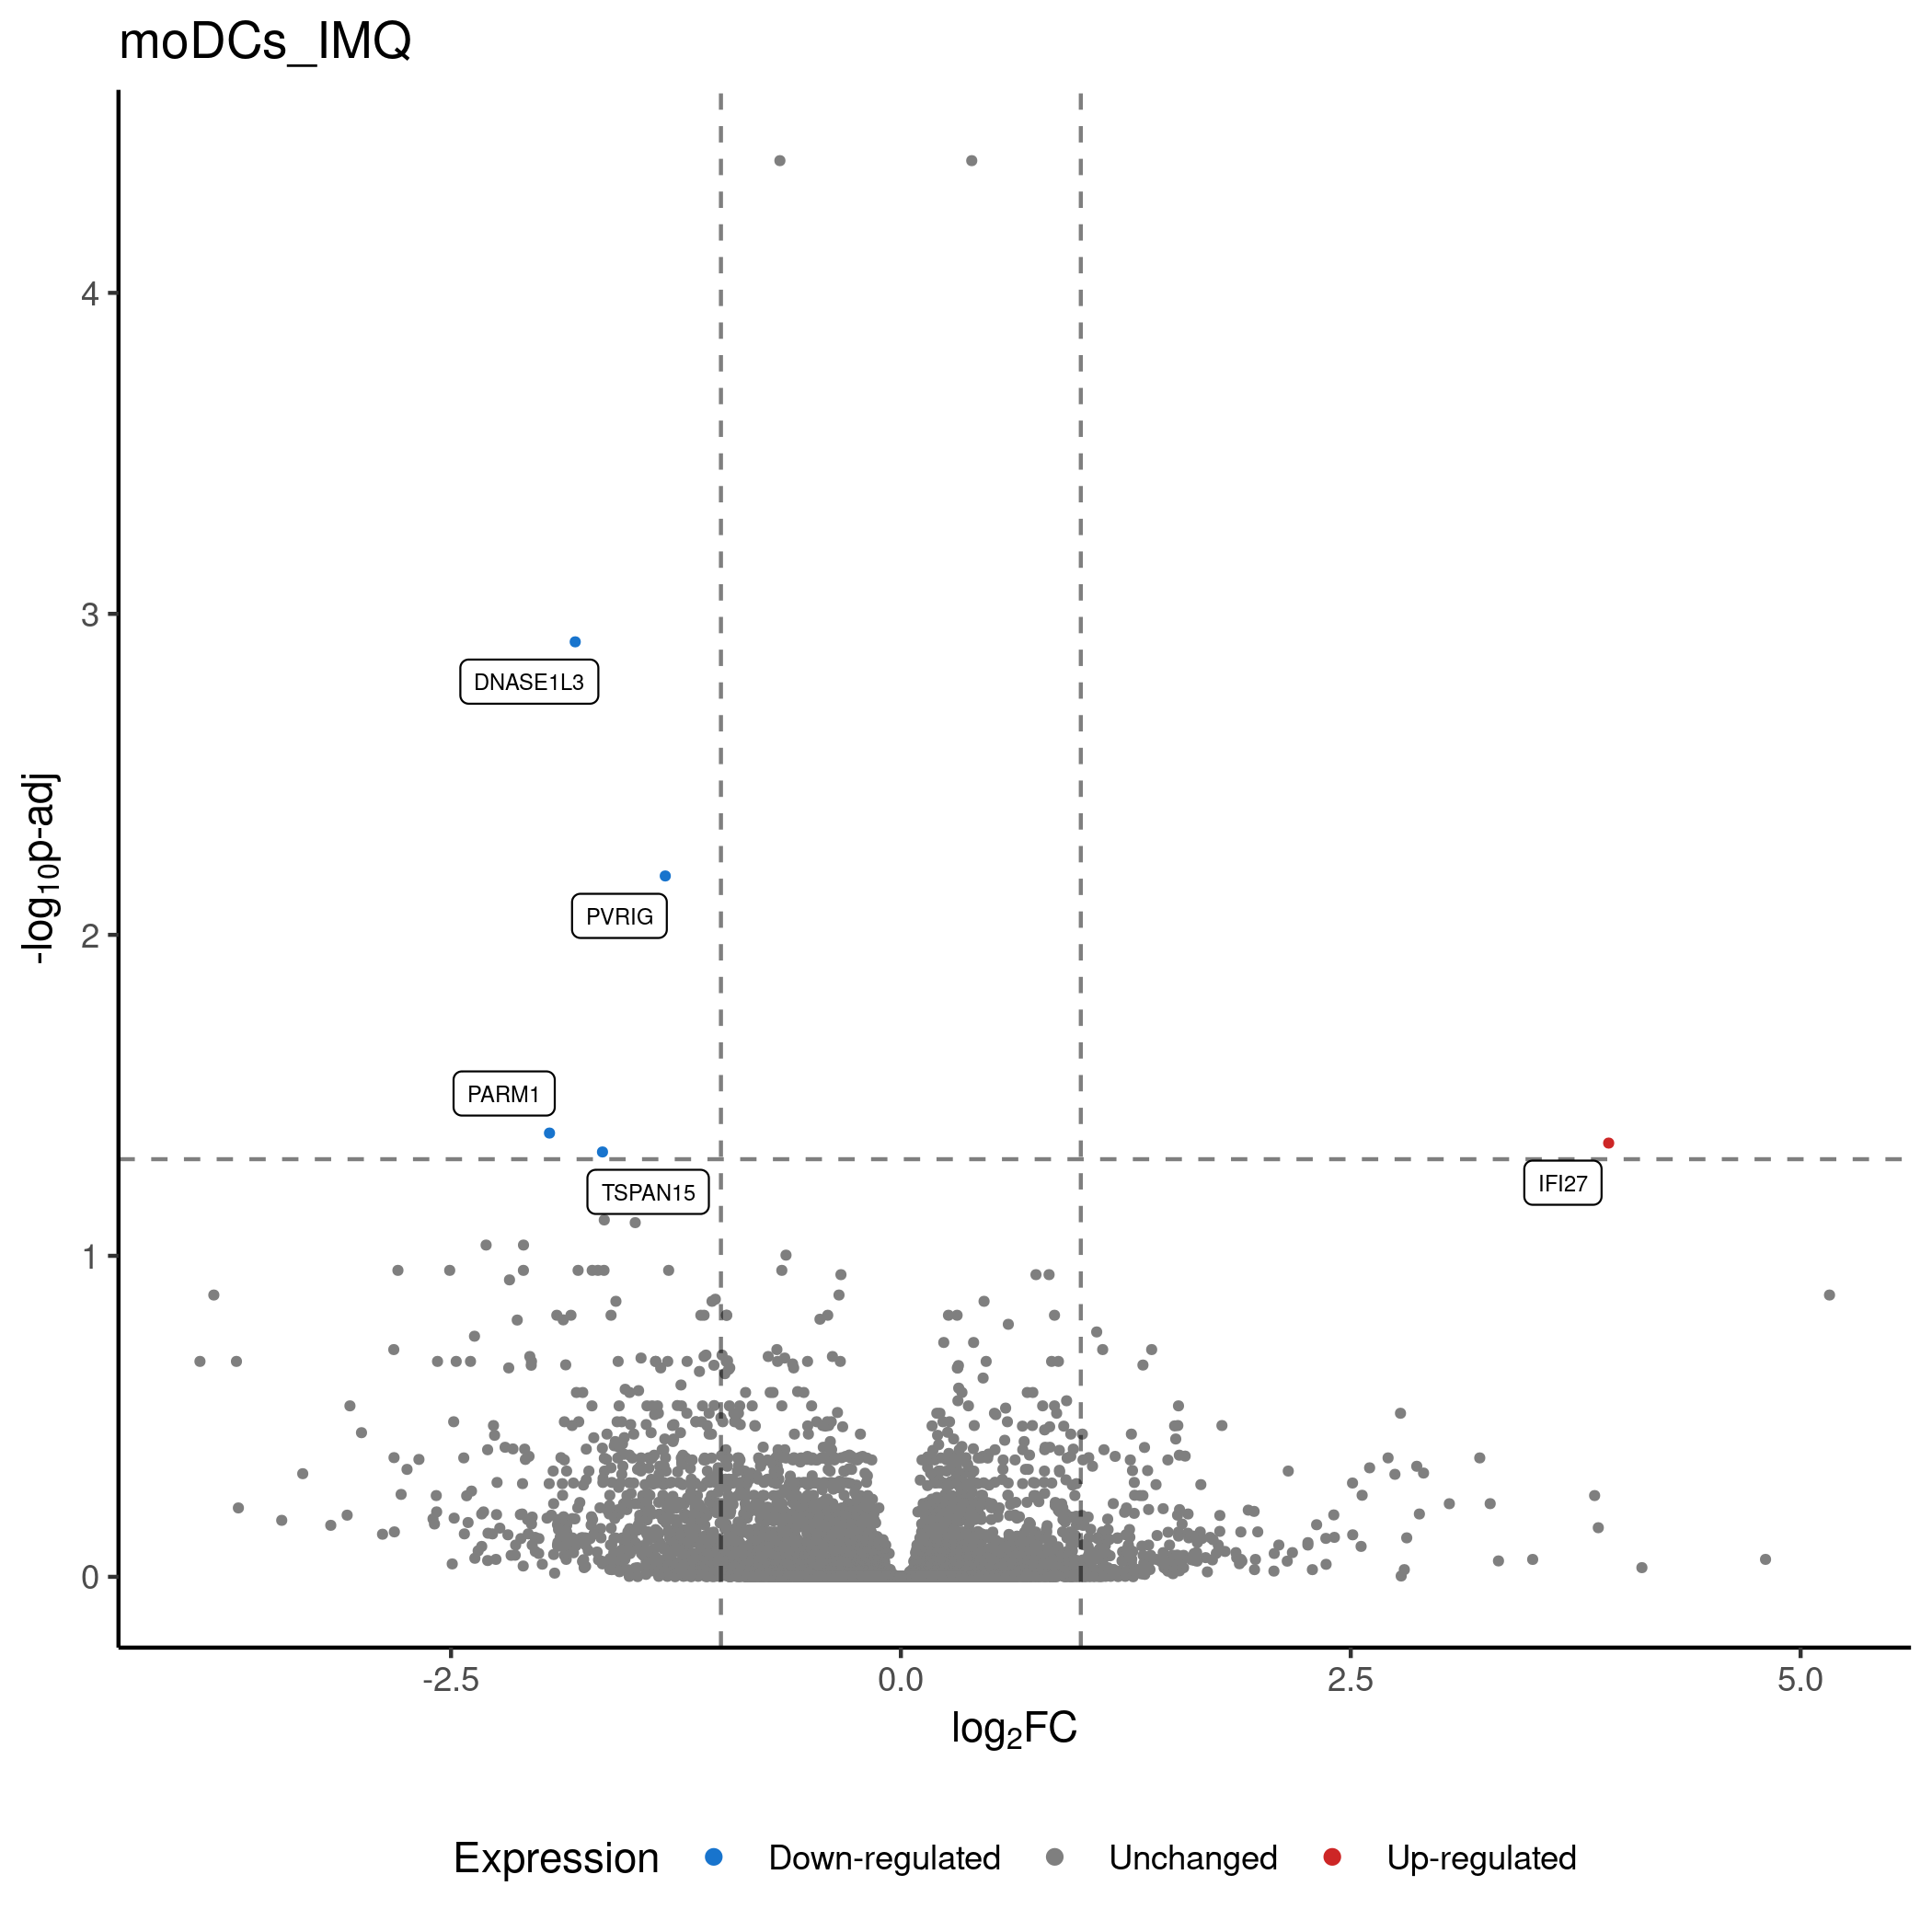 moDCs_IMQ
-log10p-adj
4
3
2
1
0
DNASE1L3
PVRIG
PARM1
TSPAN15
IFI27
-2.5
0.0
2.5
5.0
log2FC
Expression
Down-regulated
Unchanged
Up-regulated